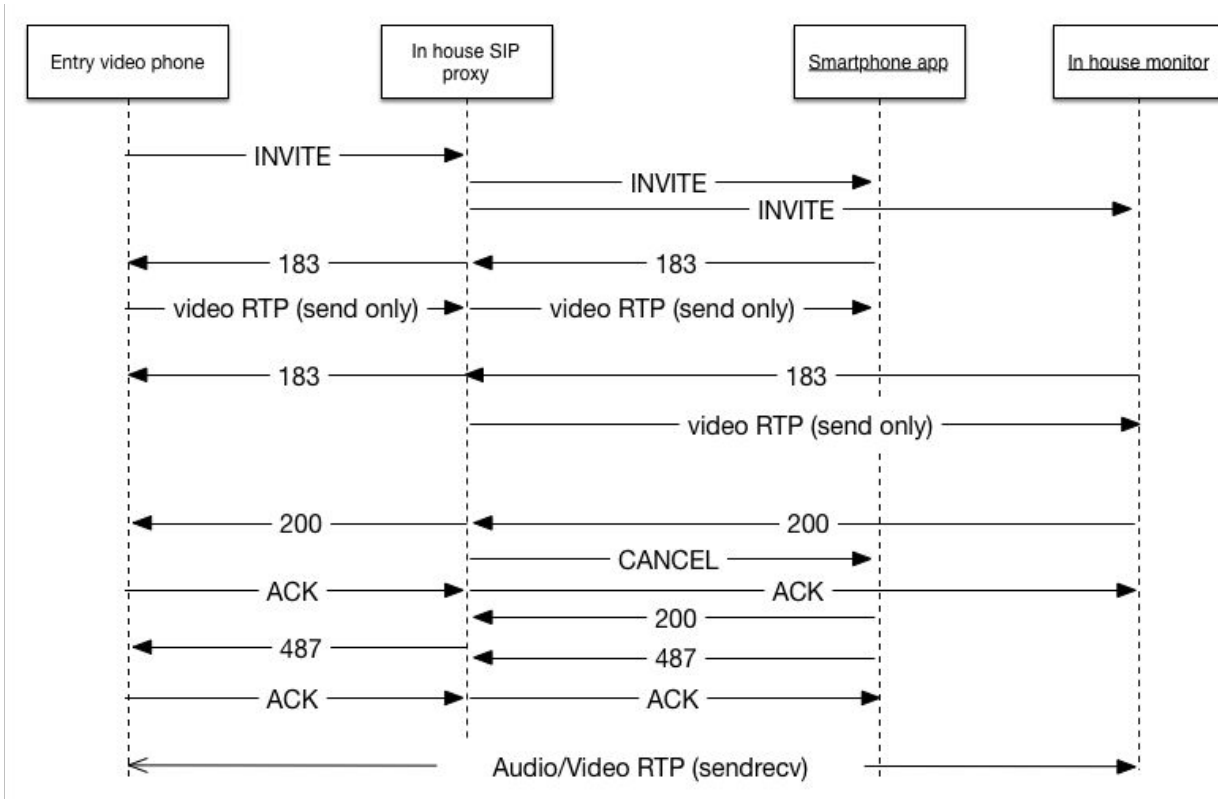 Entry video phone
In house SIP
proxy
Smartphone app
In house monitor
INVITE
INVITE
INVITE
183
183
video RTP (send only)
video RTP (send only)
183
183
video RTP (send only)
200
200
CANCEL
ACK
ACK
200
487
487
ACK
ACK
Audio/Video RTP (sendrecv)